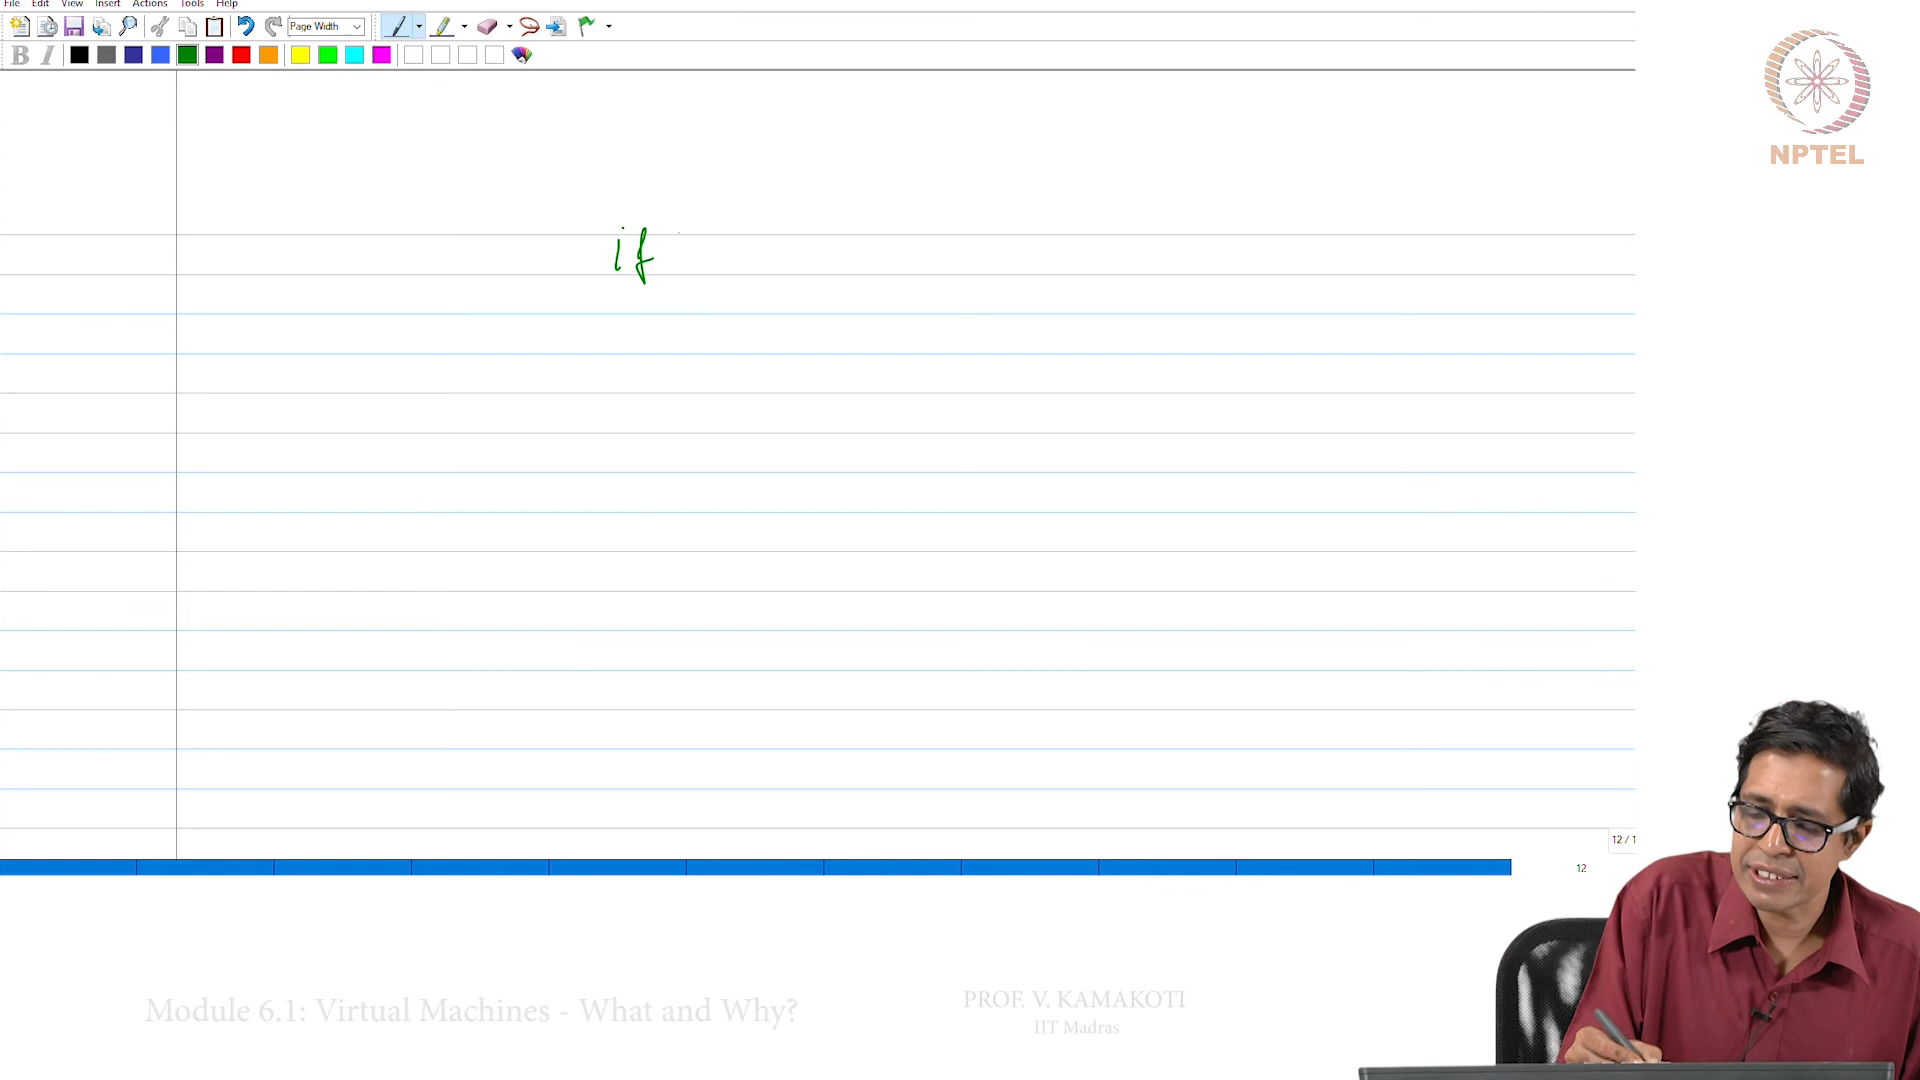 File Edit View Insert Actions Tools Help
Page Width
B I
NPTEL
if
12 / 1
12
Module 6.1: Virtual Machines - What and Why?
PROF. V. KAMAKOTI
IIT Madras